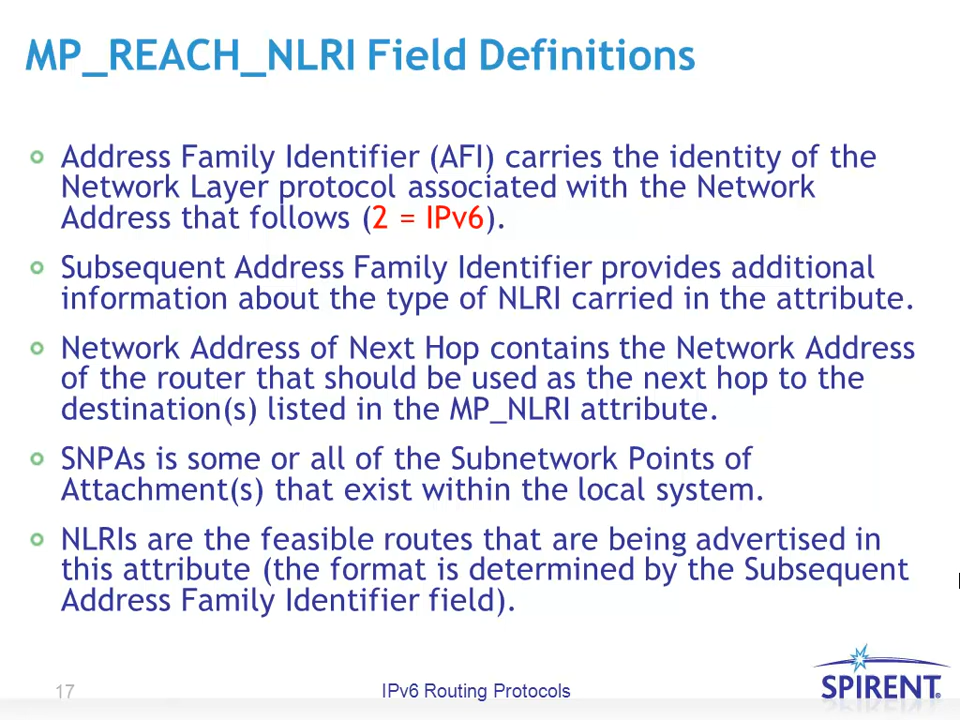 MP_REACH_NLRI Field Definitions
Address Family Identifier (AFI) carries the identity of the
Network Layer protocol associated with the Network
Address that follows (2 = IPv6).
Subsequent Address Family Identifier provides additional
information about the type of NLRI carried in the attribute.
Network Address of Next Hop contains the Network Address
of the router that should be used as the next hop to the
destination(s) listed in the MP_NLRI attribute.
SNPAs is some or all of the Subnetwork Points of
Attachment(s) that exist within the local system.
NLRIs are the feasible routes that are being advertised in
this attribute (the format is determined by the Subsequent
Address Family Identifier field).
17
IPv6 Routing Protocols
SPIRENT®